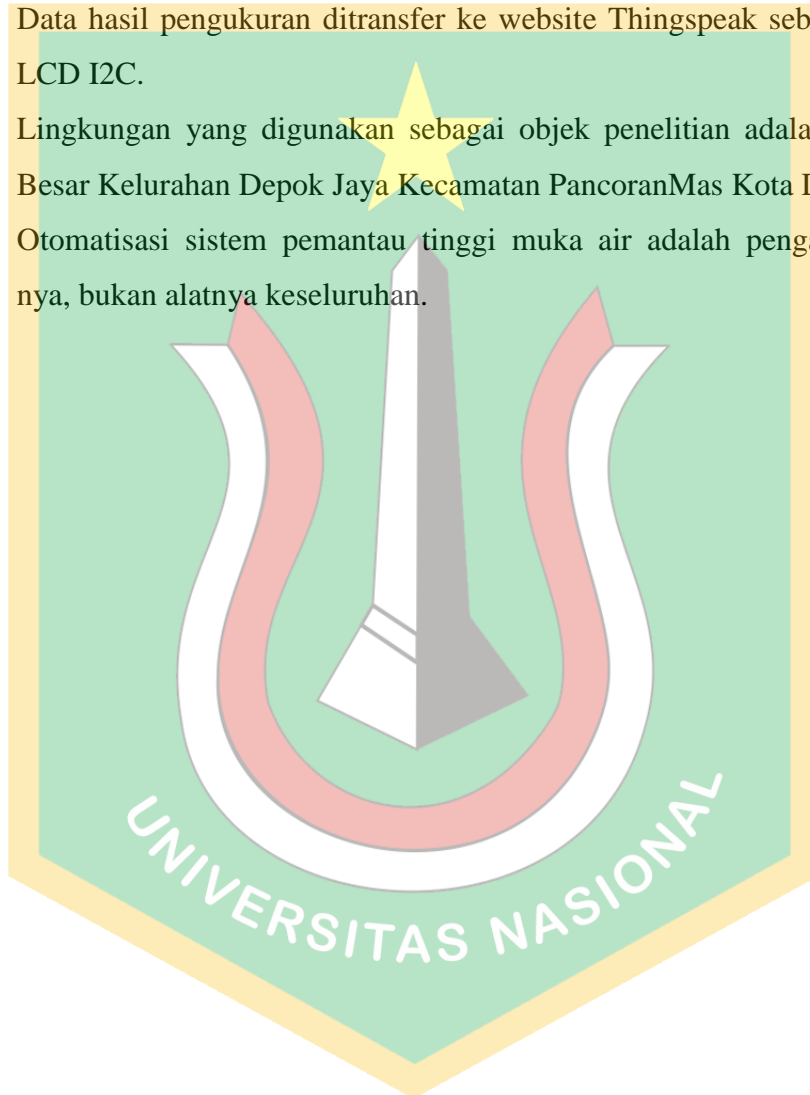 Data hasil pengukuran ditransfer ke website Thingspeak seb
LCD I2C.
Lingkungan yang digunakan sebagai objek penelitian adala
Besar Kelurahan Depok Jaya Kecamatan PancoranMas Kota
Otomatisasi sistem pemantau tinggi muka air adalah penga
nya, bukan alatnya keseluruhan.
UNIVERSITAS NASIONAL